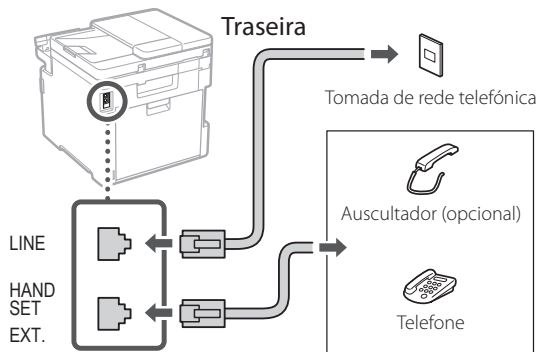 Traseira
Tomada de rede telefónica
Auscultador (opcional)
LINE
HAND
SET
EXT.
Telefone